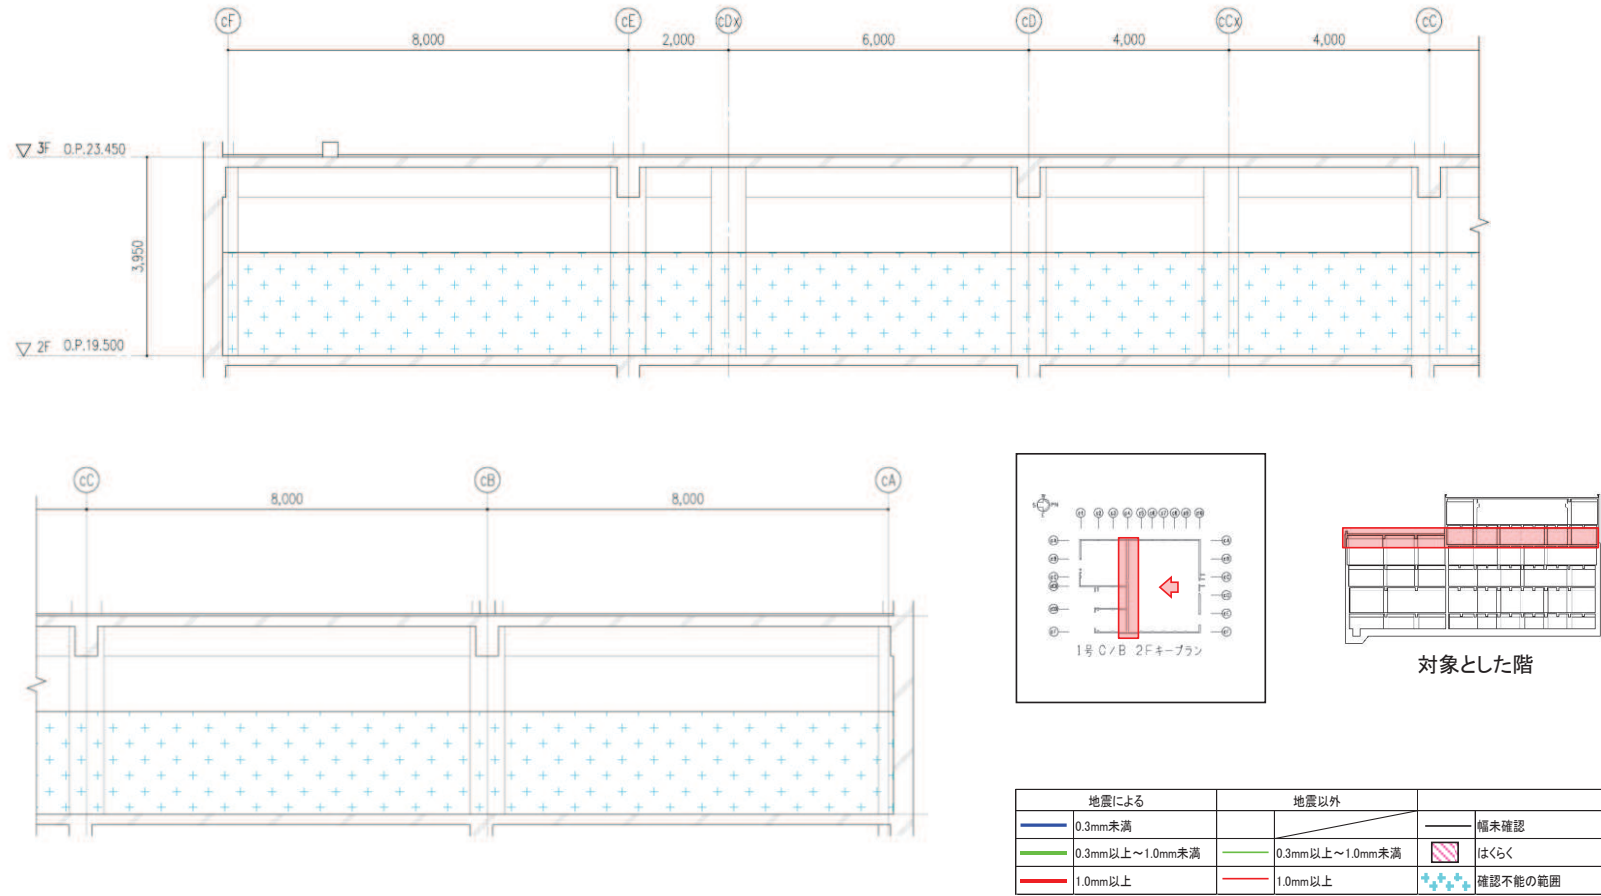 cF cE cDx cD cCx cC
8,000 2,000 6,000 4,000 4,000
3F O.P.23.450
3,950
2F O.P.19.500
cC cB cA
8,000 8,000
1号 C/B 2Fキープラン
対象とした階
地震による 地震以外
0.3mm未満 幅未確認
0.3mm以上～1.0mm未満 0.3mm以上～1.0mm未満 はくらく
1.0mm以上 1.0mm以上 確認不能の範囲